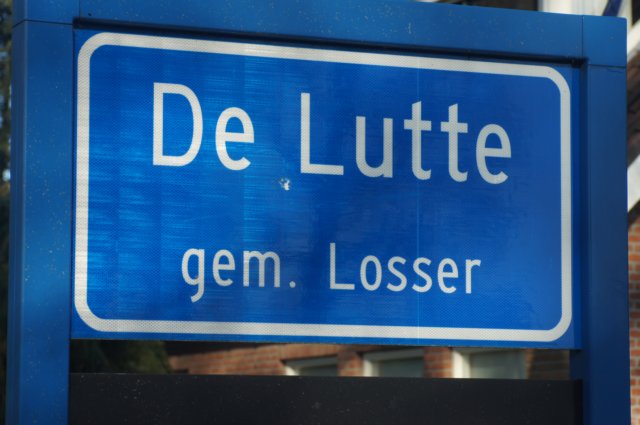 De Lutte
gem. Losser